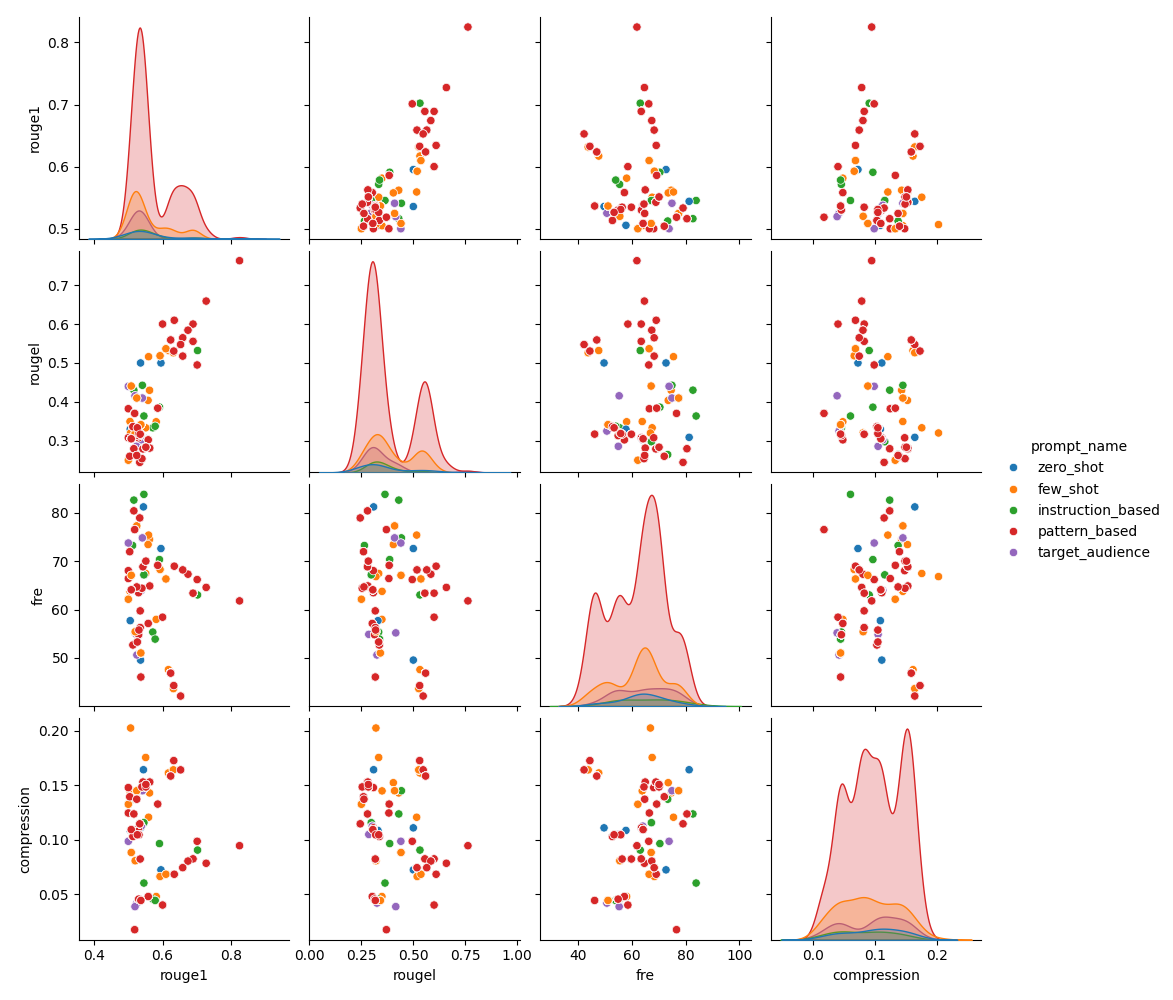 0.8
0.7
0.6
0.5
rouge1
0.7
0.6
0.5
0.4
0.3
rougel
80
70
60
50
fre
0.20
0.15
0.10
0.05
compression
0.4 0.6 0.8
rouge1
0.00 0.25 0.50 0.75 1.00
rougel
40 60 80 100
fre
0.0 0.1 0.2
compression
prompt_name
zero_shot
few_shot
instruction_based
pattern_based
target_audience